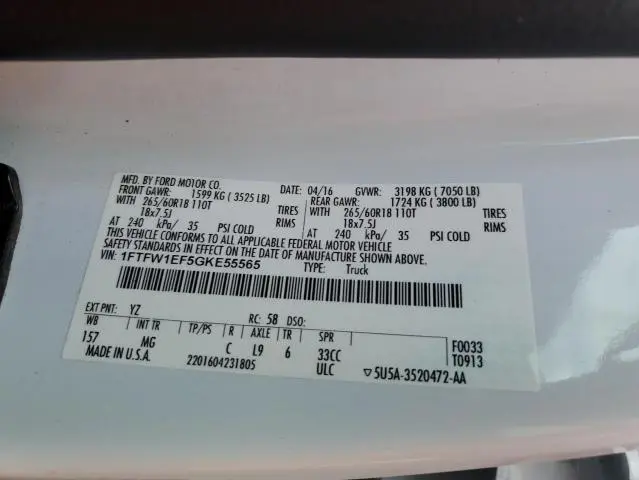 MFD. BY FORD MOTOR CO.
DATE: 04/16 GVWR: 3198 KG ( 7050 LB)
FRONT GAWR: 1599 KG ( 3525 LB) REAR GAWR: 1724 KG ( 3800 LB)
WITH 265/60R18 110T TIRES WITH 265/60R18 110T TIRES
18x7.5J RIMS 18x7.5J RIMS
AT 240 kPa/ 35 PSI COLD AT 240 kPa/ 35 PSI COLD
THIS VEHICLE CONFORMS TO ALL APPLICABLE FEDERAL MOTOR VEHICLE
SAFETY STANDARDS IN EFFECT ON THE DATE OF MANUFACTURE SHOWN ABOVE.
VIN: 1FTFW1EF5GKE55565 TYPE: Truck
EXT PNT: YZ RC: 58 DSO:
WB INT TR TP/PS R AXLE TR SPR F0033
157 MG C L9 6 33CC T0913
MADE IN U.S.A. 2201604231805 ULC ▽5U5A-3520472-AA